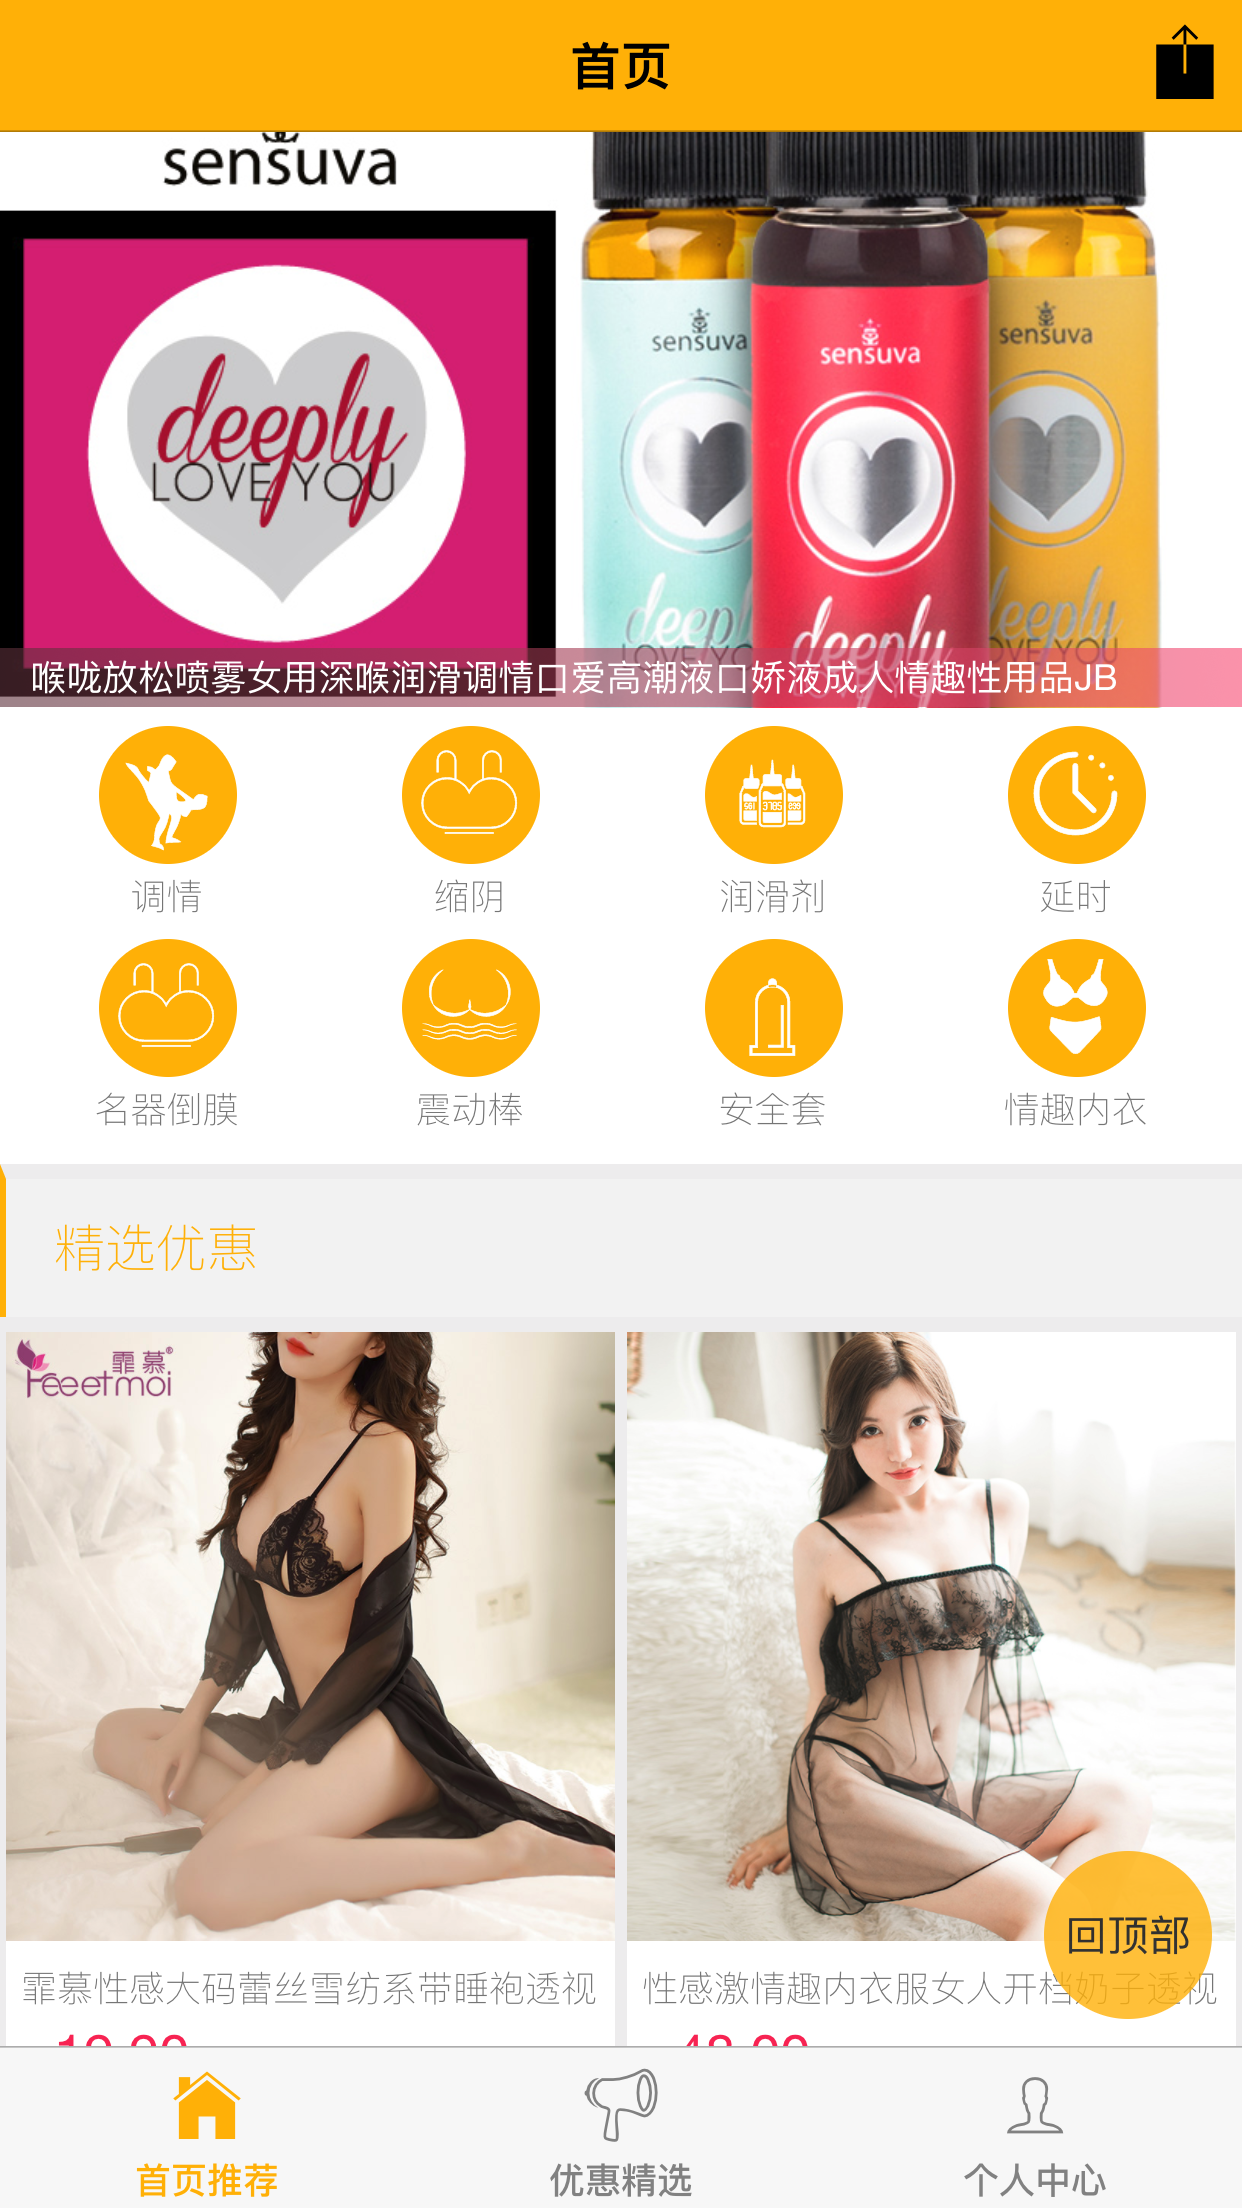 首页
sensuva
deeply
LOVE YOU
sensuva
sensuva
sensuva
deeply
deeply
deeply
喉咙放松喷雾女用深喉润滑调情口爱高潮液口娇液成人情趣性用品JB
调情
缩阴
润滑剂
延时
名器倒膜
震动棒
安全套
情趣内衣
精选优惠
霏慕®
Feeetmoi
回顶部
霏慕性感大码蕾丝雪纺系带睡袍透视
性感激情趣内衣服女人开档奶子透视
首页推荐
优惠精选
个人中心